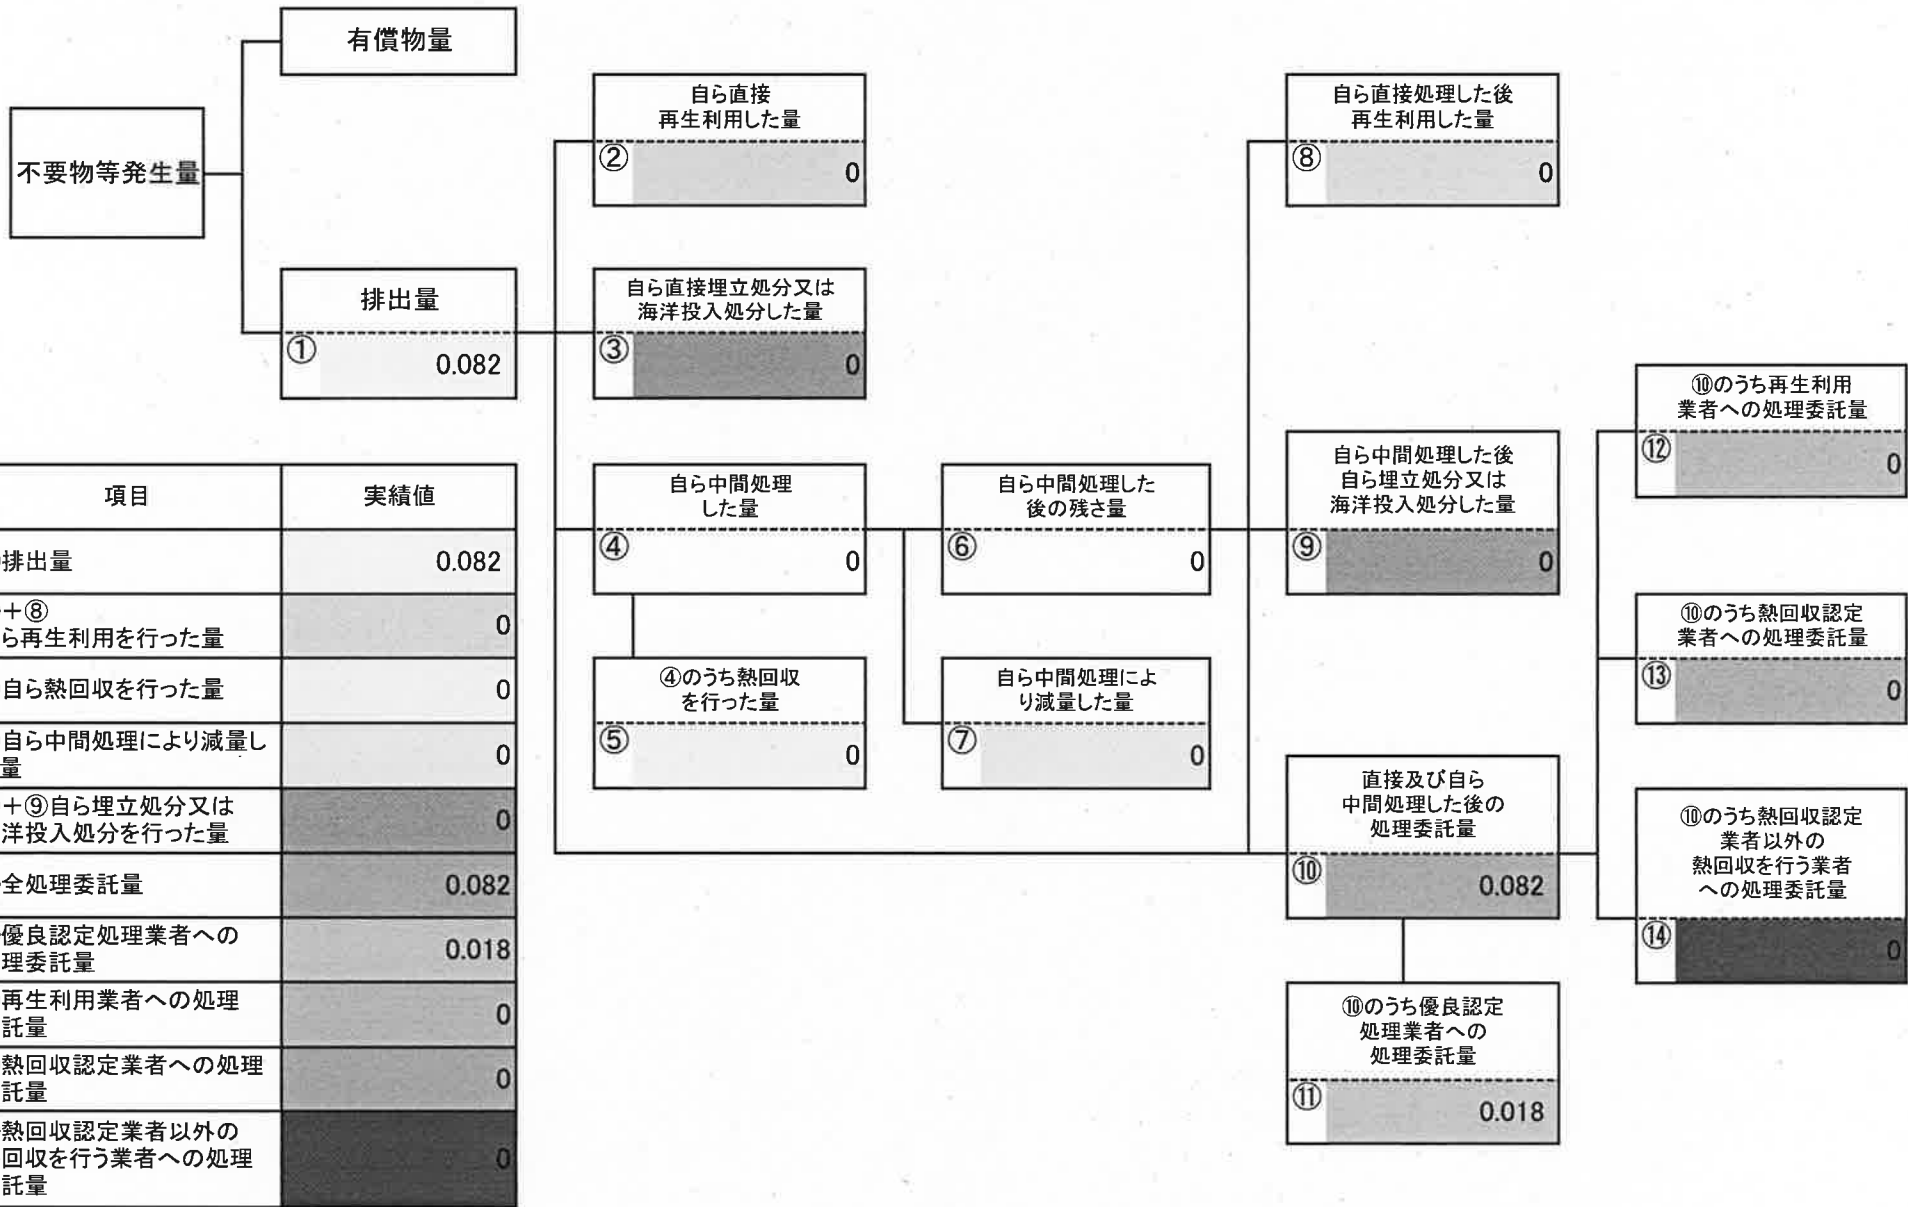 有償物量
不要物等発生量
排出量
①
0.082
自ら直接
再生利用した量
②
0
自ら直接埋立処分又は
海洋投入処分した量
③
0
自ら中間処理
した量
④
0
④のうち熱回収
を行った量
⑤
0
自ら中間処理した
後の残さ量
⑥
0
自ら中間処理によ
り減量した量
⑦
0
自ら直接処理した後
再生利用した量
⑧
0
自ら中間処理した後
自ら埋立処分又は
海洋投入処分した量
⑨
0
直接及び自ら
中間処理した後の
処理委託量
⑩
0.082
⑩のうち優良認定
処理業者への
処理委託量
⑪
0.018
⑩のうち再生利用
業者への処理委託量
⑫
0
⑩のうち熱回収認定
業者への処理委託量
⑬
0
⑩のうち熱回収認定
業者以外の
熱回収を行う業者
への処理委託量
⑭
0
項目 実績値
排出量 0.082
+⑧
ら再生利用を行った量 0
自ら熱回収を行った量 0
自ら中間処理により減量し
量 0
+⑨自ら埋立処分又は
洋投入処分を行った量 0
全処理委託量 0.082
優良認定処理業者への
理委託量 0.018
再生利用業者への処理
託量 0
熱回収認定業者への処理
託量 0
熱回収認定業者以外の
回収を行う業者への処理
託量 0